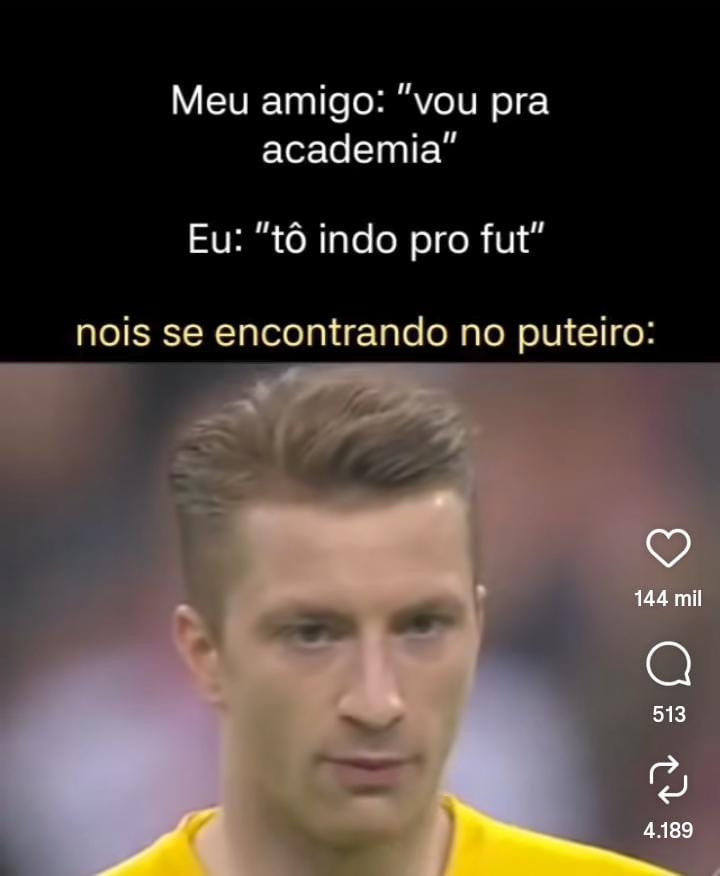 Meu amigo: "vou pra
academia"
Eu: "tô indo pro fut"
nois se encontrando no puteiro:
144 mil
513
4.189